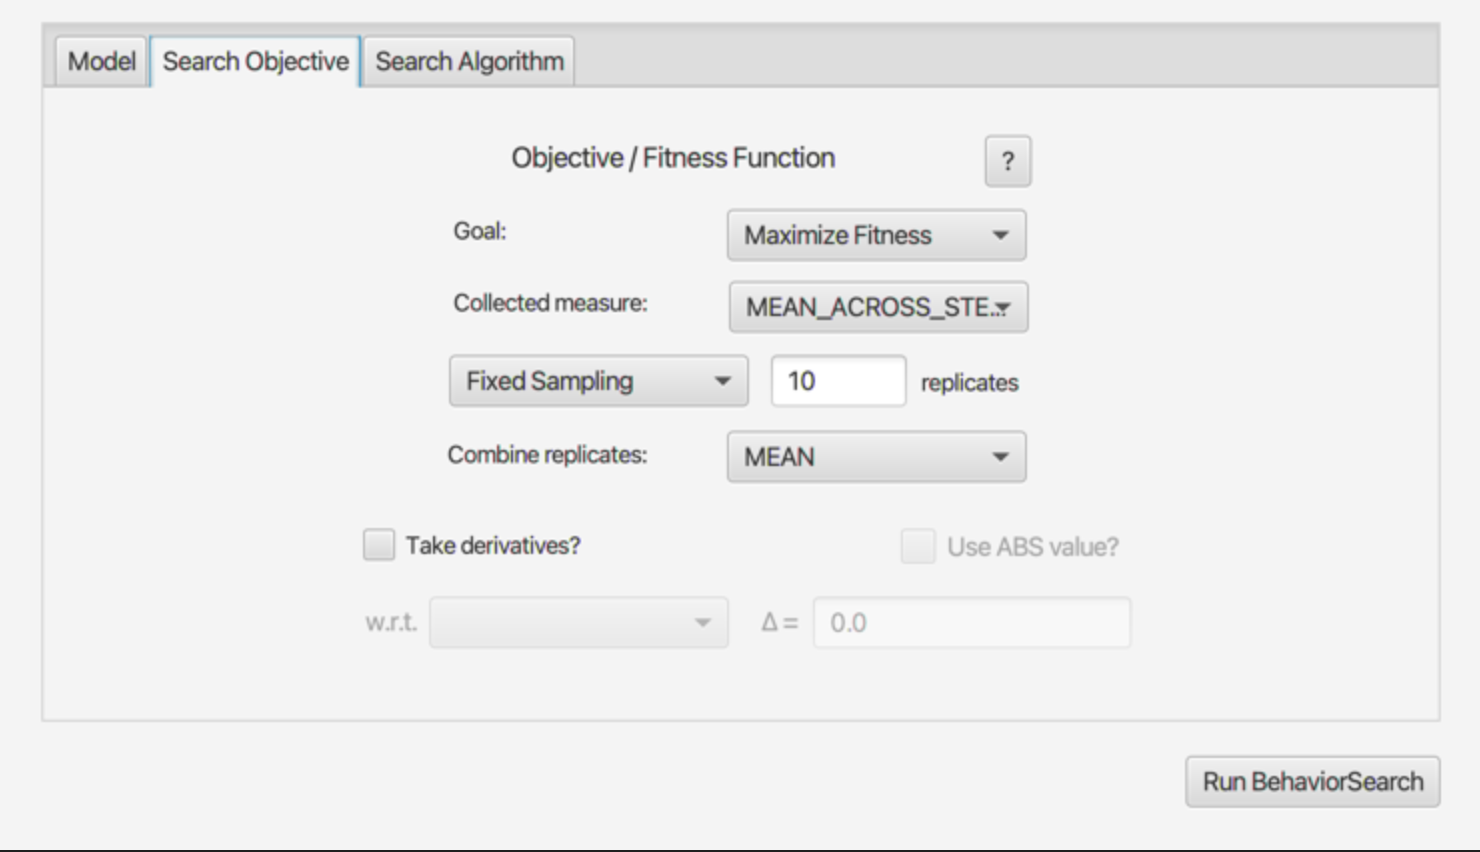 Model Search Objective Search Algorithm
Objective / Fitness Function ?
Goal: Maximize Fitness
Collected measure: MEAN_ACROSS_STE...
Fixed Sampling 10 replicates
Combine replicates: MEAN
Take derivatives? Use ABS value?
w.r.t. Δ = 0.0
Run BehaviorSearch